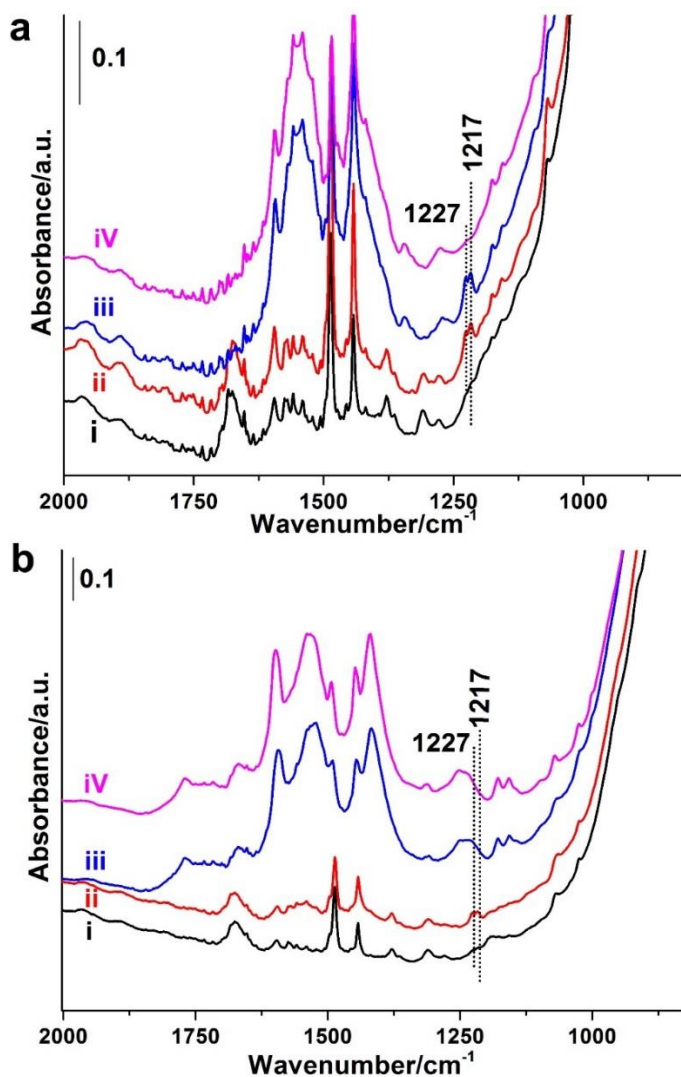 a
0.1
1217
1227
iV
iii
ii
i
Absorbance/a.u.
2000 1750 1500 1250 1000
Wavenumber/cm-1
b
0.1
1217
1227
iV
iii
ii
i
Absorbance/a.u.
2000 1750 1500 1250 1000
Wavenumber/cm-1